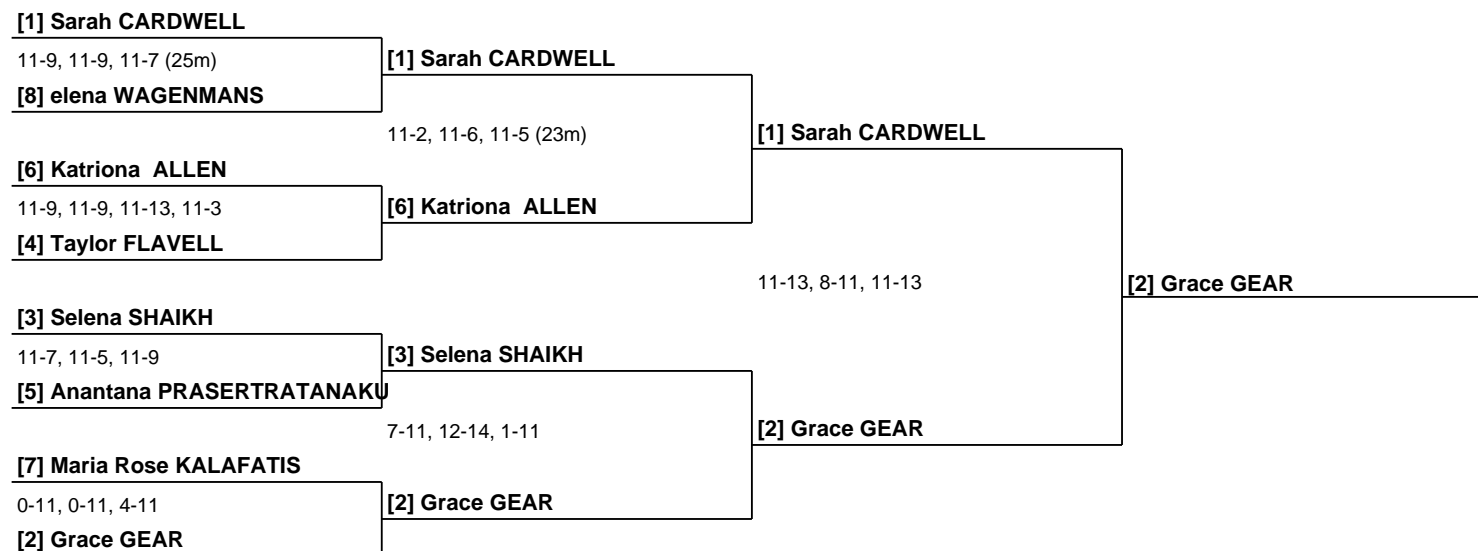 [1] Sarah CARDWELL
11-9, 11-9, 11-7 (25m)
[8] elena WAGENMANS
[1] Sarah CARDWELL
11-2, 11-6, 11-5 (23m)
[1] Sarah CARDWELL
[6] Katriona  ALLEN
11-9, 11-9, 11-13, 11-3
[4] Taylor FLAVELL
[6] Katriona  ALLEN
11-13, 8-11, 11-13
[2] Grace GEAR
[3] Selena SHAIKH
11-7, 11-5, 11-9
[5] Anantana PRASERTRATANAKU
[3] Selena SHAIKH
7-11, 12-14, 1-11
[2] Grace GEAR
[7] Maria Rose KALAFATIS
0-11, 0-11, 4-11
[2] Grace GEAR
[2] Grace GEAR